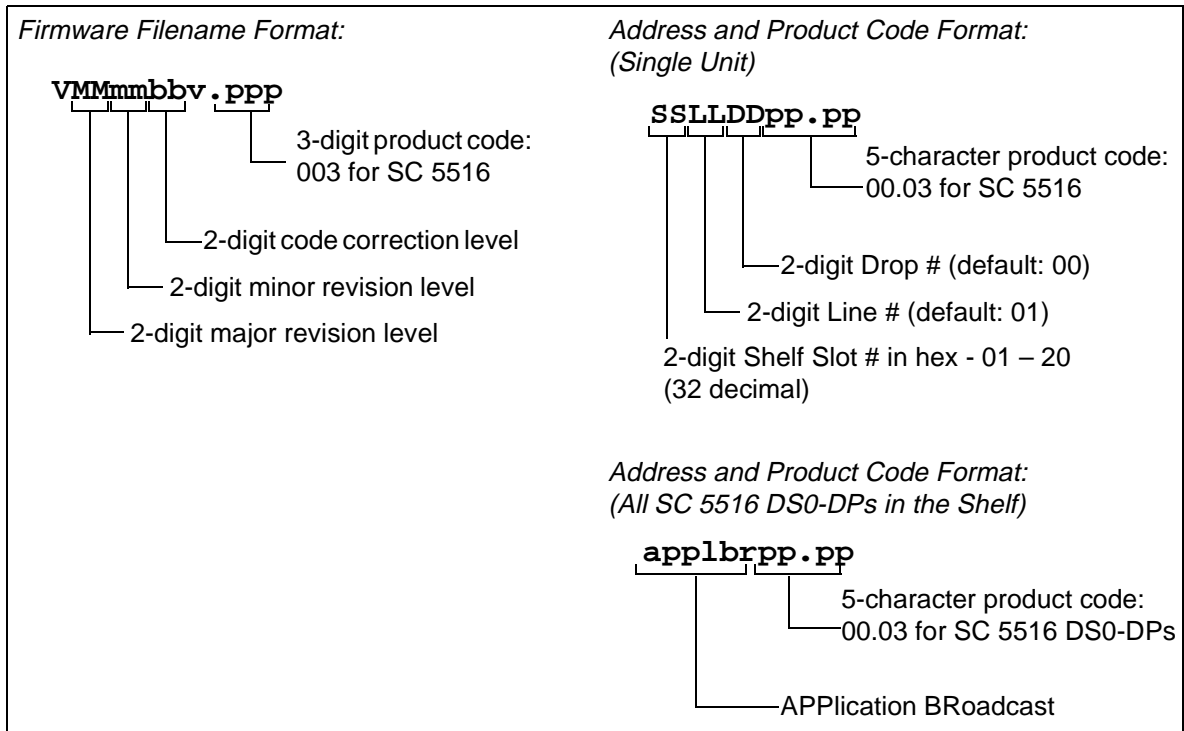 Firmware Filename Format:
VMMmmbbv.ppp
3-digit product code:
003 for SC 5516
2-digit code correction level
2-digit minor revision level
2-digit major revision level
Address and Product Code Format:
(Single Unit)
SSLLDDpp.pp
5-character product code:
00.03 for SC 5516
2-digit Drop # (default: 00)
2-digit Line # (default: 01)
2-digit Shelf Slot # in hex - 01 – 20
(32 decimal)
Address and Product Code Format:
(All SC 5516 DS0-DPs in the Shelf)
applbrpp.pp
5-character product code:
00.03 for SC 5516 DS0-DPs
APPlication BRoadcast